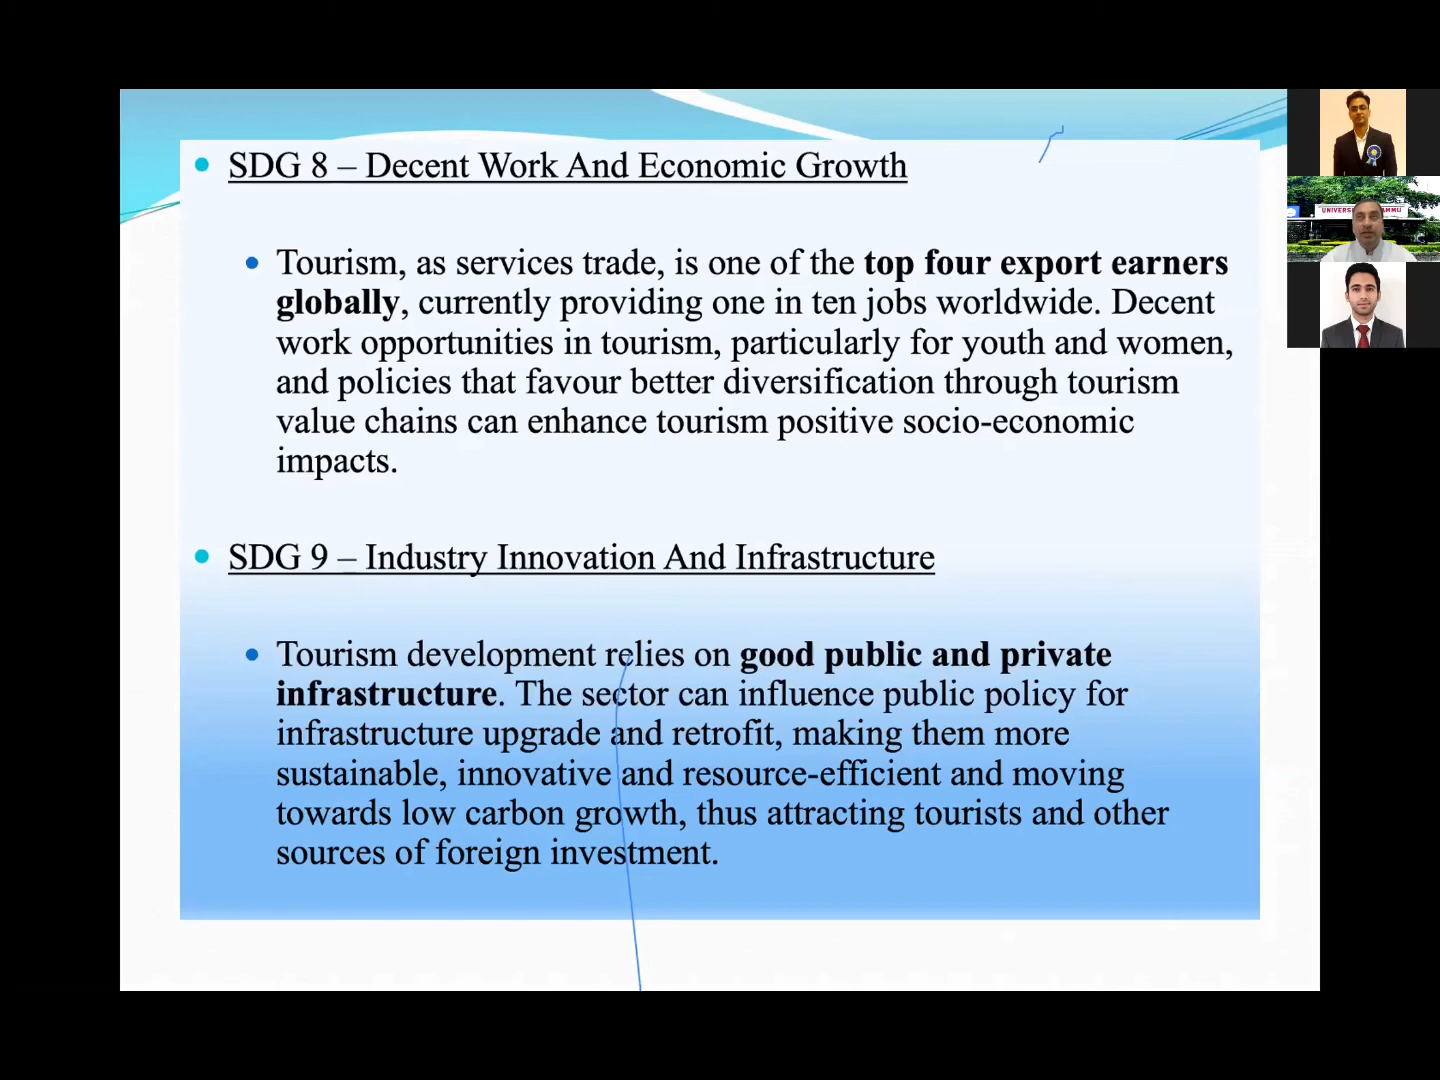 SDG 8 – Decent Work And Economic Growth
Tourism, as services trade, is one of the top four export earners
globally, currently providing one in ten jobs worldwide. Decent
work opportunities in tourism, particularly for youth and women,
and policies that favour better diversification through tourism
value chains can enhance tourism positive socio-economic
impacts.
SDG 9 – Industry Innovation And Infrastructure
Tourism development relies on good public and private
infrastructure. The sector can influence public policy for
infrastructure upgrade and retrofit, making them more
sustainable, innovative and resource-efficient and moving
towards low carbon growth, thus attracting tourists and other
sources of foreign investment.